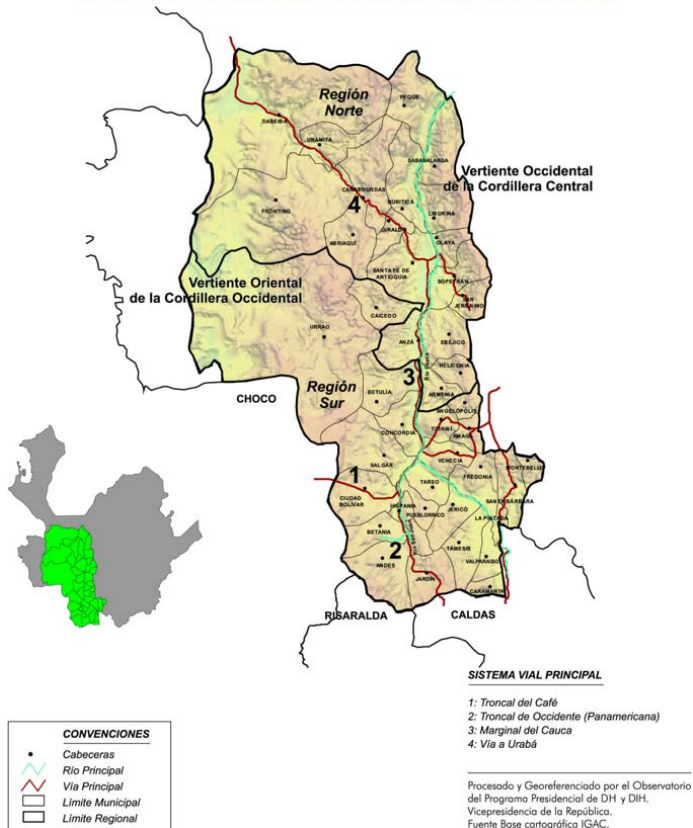 Región
Norte
PEQUE
DABEIBA
URAMITA
SABANALARGA
Vertiente Occidental
de la Cordillera Central
CAÑASGORDAS
4
BURITICÁ
FRONTINO
LIBORINA
GIRALDO
ABRIAQUÍ
OLAYA
SANTA FE DE
ANTIOQUIA
Vertiente Oriental
de la Cordillera Occidental
SOPETRÁN
SAN
JERÓNIMO
CAICEDO
URRAO
ANZÁ
EBÉJICO
HELICONIA
3
Región
Sur
BETULIA
ARMENIA
CHOCO
ANGELÓPOLIS
CONCORDIA
TITIRIBÍ
AMAGÁ
VENECIA
SALGAR
MONTEBELLO
FREDONIA
1
TARSO
CIUDAD
BOLÍVAR
HISPANIA
PUEBLORRICO
JERICÓ
SANTA BÁRBARA
LA PINTADA
BETANIA
2
TÁMESIS
VALPARAÍSO
ANDES
JARDÍN
CARAMANTA
RISARALDA
CALDAS
SISTEMA VIAL PRINCIPAL
1: Troncal del Café
2: Troncal de Occidente (Panamericana)
3: Marginal del Cauca
4: Vía a Urabá
CONVENCIONES
Cabeceras
Río Principal
Vía Principal
Límite Municipal
Límite Regional
Procesado y Georeferenciado por el Observatorio
del Programa Presidencial de DH y DIH.
Vicepresidencia de la República.
Fuente Base cartográfica IGAC.